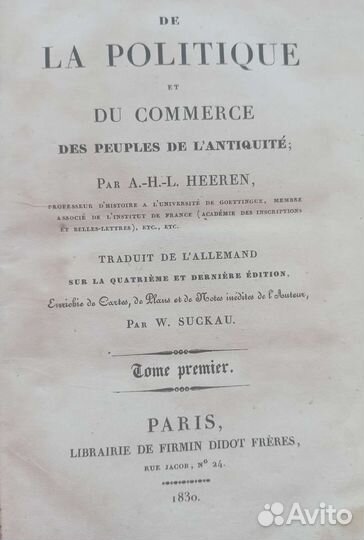 DE
LA POLITIQUE
ET
DU COMMERCE
DES PEUPLES DE L'ANTIQUITÉ;
PAR A.-H.-L. HEEREN,
PROFESSEUR D'HISTOIRE A L'UNIVERSITÉ DE GOETTINGUE, MEMBRE
ASSOCIÉ DE L'INSTITUT DE FRANCE (ACADÉMIE DES INSCRIPTIONS
ET BELLES-LETTRES), ETC., ETC.
TRADUIT DE L'ALLEMAND
SUR LA QUATRIÈME ET DERNIÈRE ÉDITION,
Enrichie de Cartes, de Plans et de Notes inédites de l'Auteur,
PAR W. SUCKAU.
Tome premier.
PARIS,
LIBRAIRIE DE FIRMIN DIDOT FRÈRES,
RUE JACOB, Nº 24.
1830.
Avito